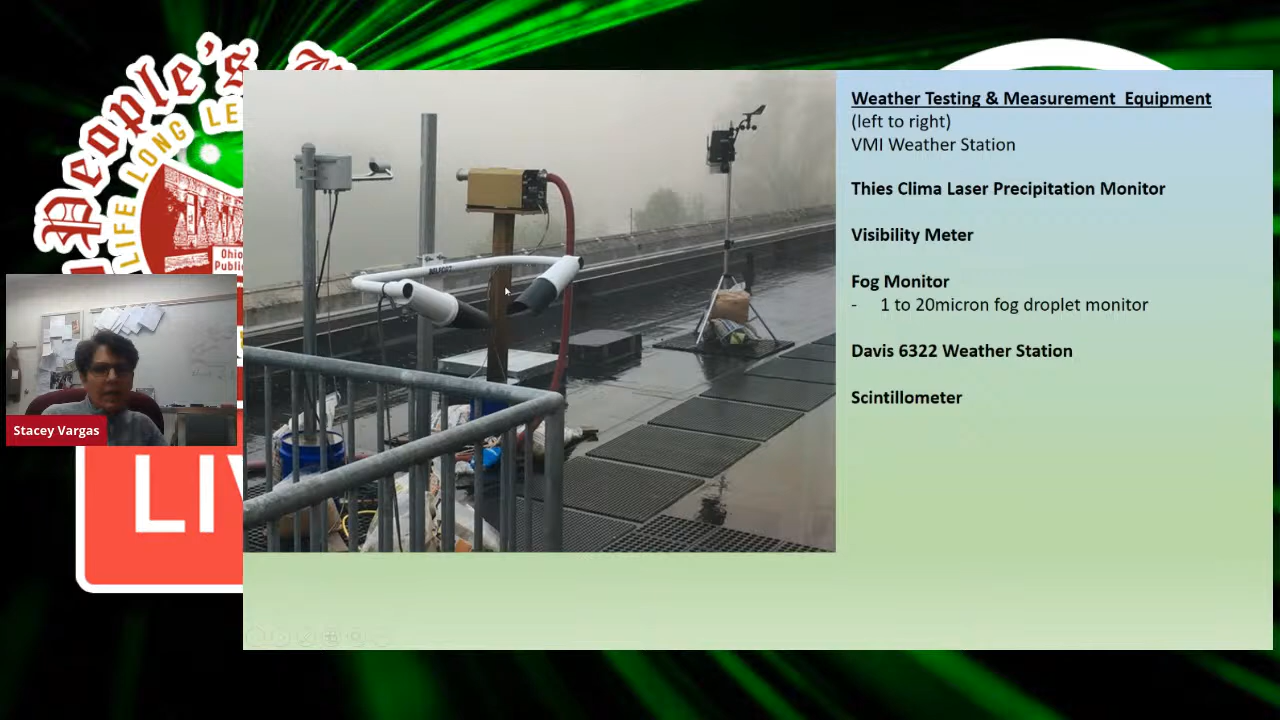 People's
LIFE LONG LE
Ohio
Public
BELFORT
Weather Testing & Measurement  Equipment
(left to right)
VMI Weather Station
Thies Clima Laser Precipitation Monitor
Visibility Meter
Fog Monitor
-    1 to 20micron fog droplet monitor
Davis 6322 Weather Station
Scintillometer
Stacey Vargas
LIV